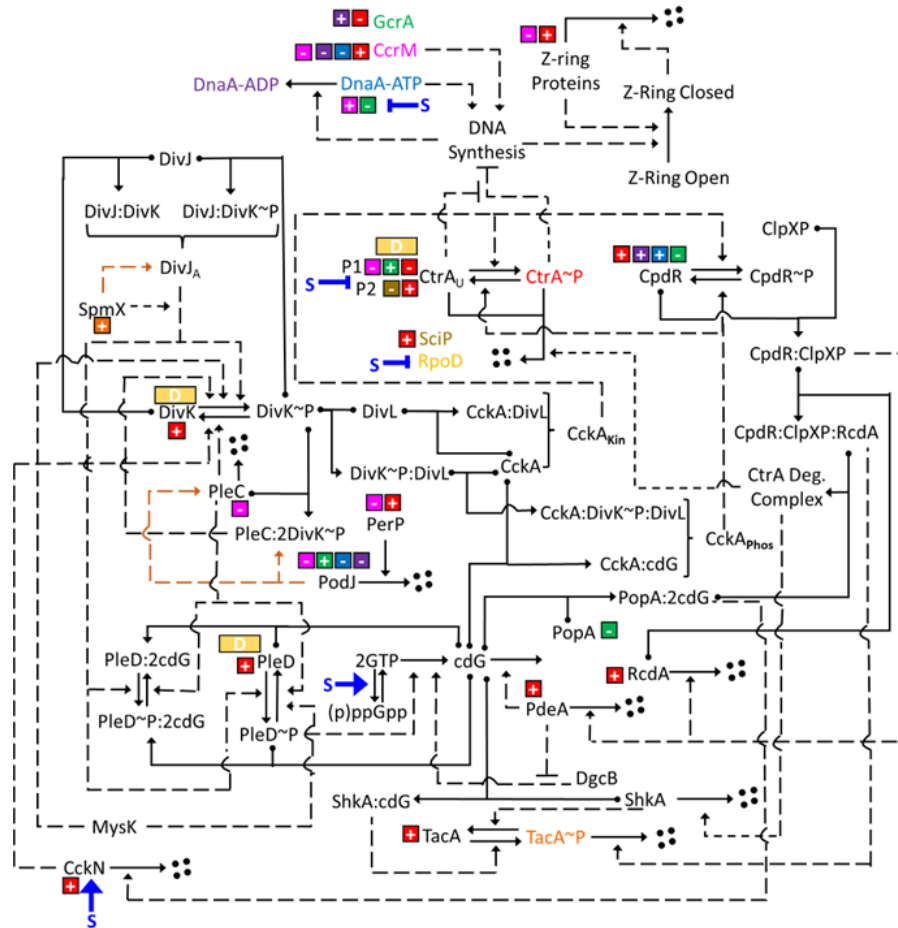 + - GcrA
- - - + CcrM
- + Z-ring
Proteins
DnaA-ADP
DnaA-ATP
+ - S
Z-Ring Closed
DNA
Synthesis
Z-Ring Open
DivJ
DivJ:DivK
DivJ:DivK~P
ClpXP
D
DivJA
P1 - + - CtrAU
CtrA~P
+ + + - CpdR
CpdR~P
S
P2 - +
SpmX
+
+ SciP
S RpoD
CpdR:ClpXP
D
DivK
+
DivK~P
DivL
CckA:DivL
CckAKin
CpdR:ClpXP:RcdA
DivK~P:DivL
CckA
CtrA Deg.
Complex
PleC
-
- +
PerP
CckA:DivK~P:DivL
CckAPhos
PleC:2DivK~P
- + - -
PodJ
CckA:cdG
PopA:2cdG
PopA -
D
PleD:2cdG
+ PleD
2GTP
cdG
+ RcdA
S
+
PdeA
PleD~P:2cdG
(p)ppGpp
PleD~P
DgcB
ShkA:cdG
ShkA
MysK
+ TacA
TacA~P
CckN
+
S